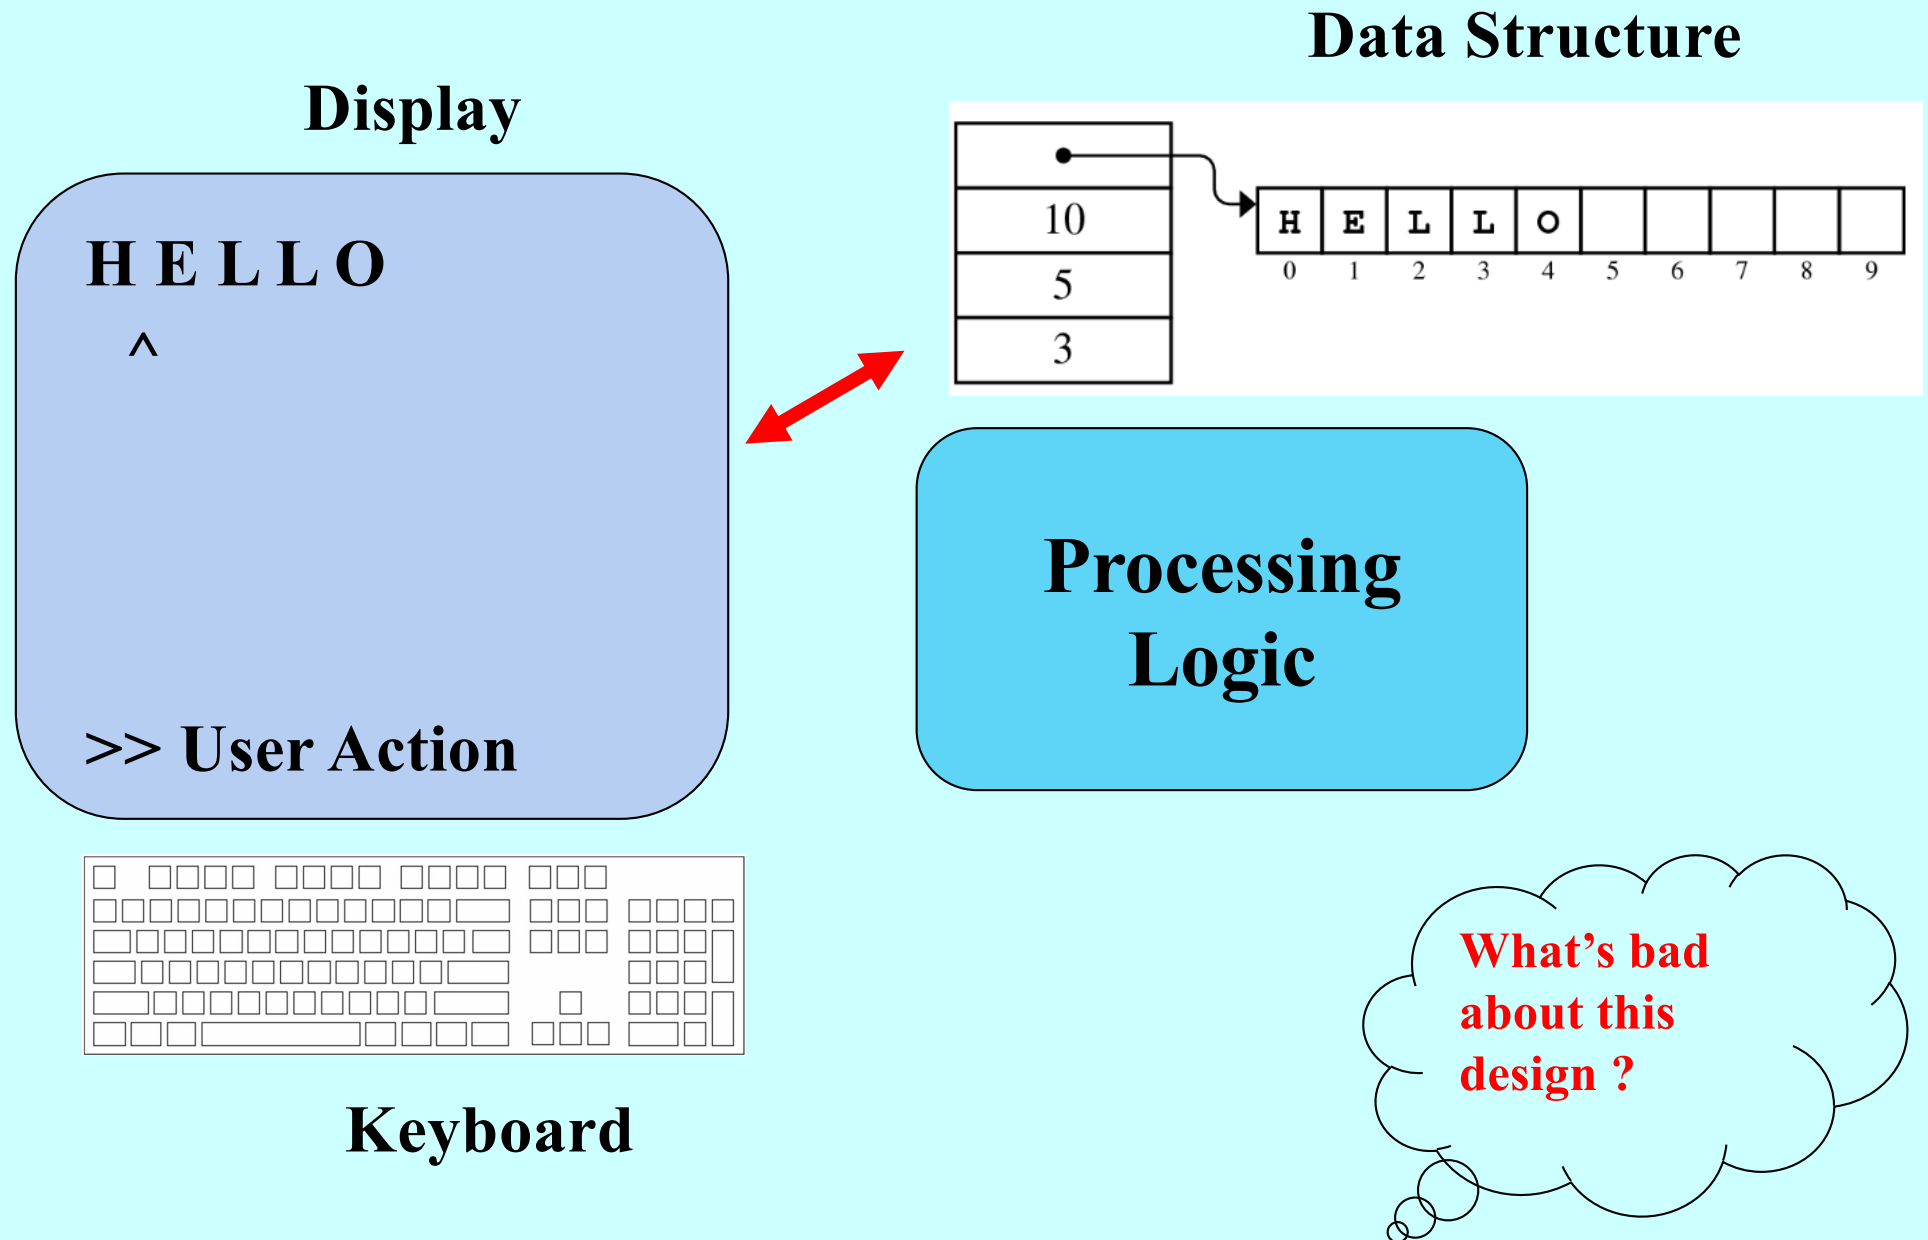 Data Structure
Display
10
5
3
H E L L O
0 1 2 3 4 5 6 7 8 9
H E L L O
^
>> User Action
Processing
Logic
Keyboard
What’s bad
about this
design ?